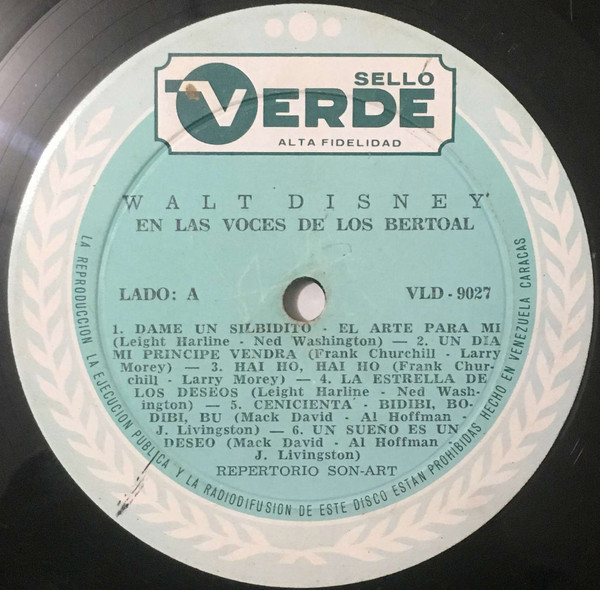 SELLO
VERDE
ALTA FIDELIDAD
WALT DISNEY
EN LAS VOCES DE LOS BERTOAL
LADO: A
VLD - 9027
1. DAME UN SILBIDITO - EL ARTE PARA MI
(Leight Harline - Ned Washington) — 2. UN DIA
MI PRINCIPE VENDRA (Frank Churchill - Larry
Morey) — 3. HAI HO, HAI HO (Frank Chur-
chill - Larry Morey) — 4. LA ESTRELLA DE
LOS DESEOS (Leight Harline - Ned Wash-
ington) — 5. CENICIENTA - BIDIBI, BO-
DIBI, BU (Mack David - Al Hoffman -
J. Livingston) — 6. UN SUEÑO ES UN
DESEO (Mack David - Al Hoffman -
J. Livingston)
REPERTORIO SON-ART
LA REPRODUCCION LA EJECUCION PUBLICA Y LA RADIODIFUSION DE ESTE DISCO ESTAN PROHIBIDAS HECHO EN VENEZUELA CARACAS